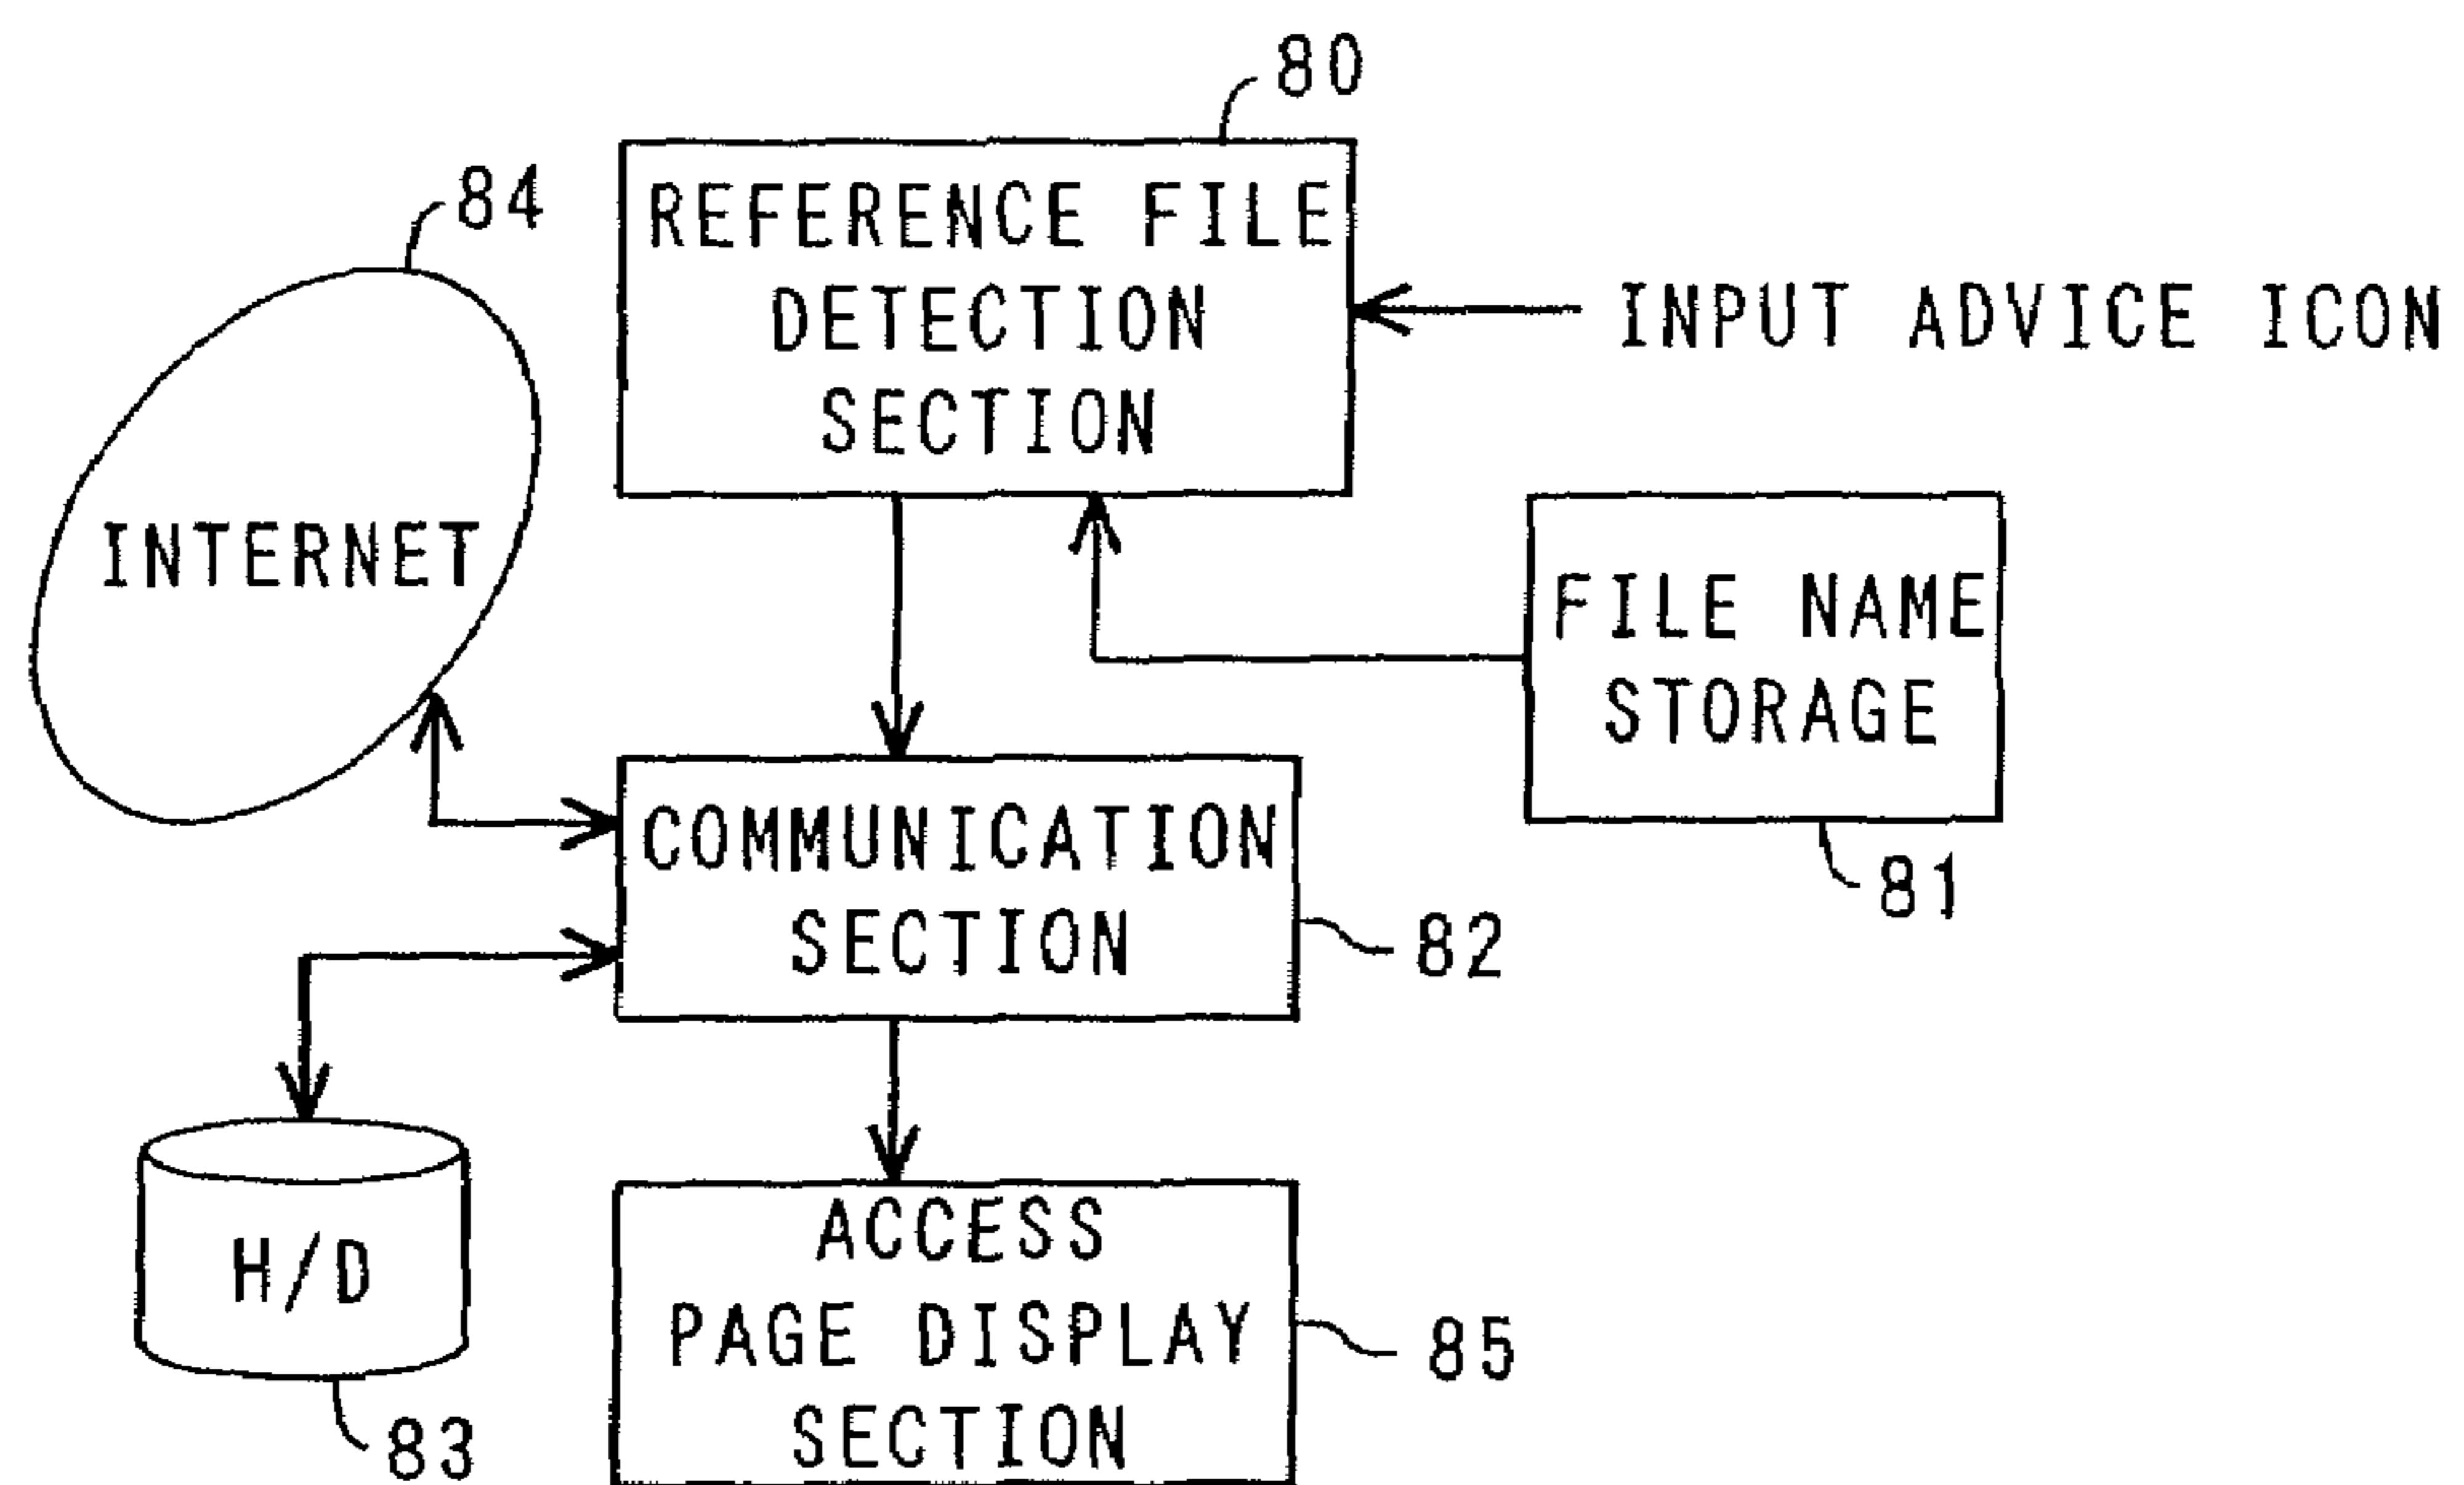 80
84
REFERENCE FILE
DETECTION
SECTION
INPUT ADVICE ICON
INTERNET
FILE NAME
STORAGE
81
COMMUNICATION
SECTION
82
H/D
83
ACCESS
PAGE DISPLAY
SECTION
85